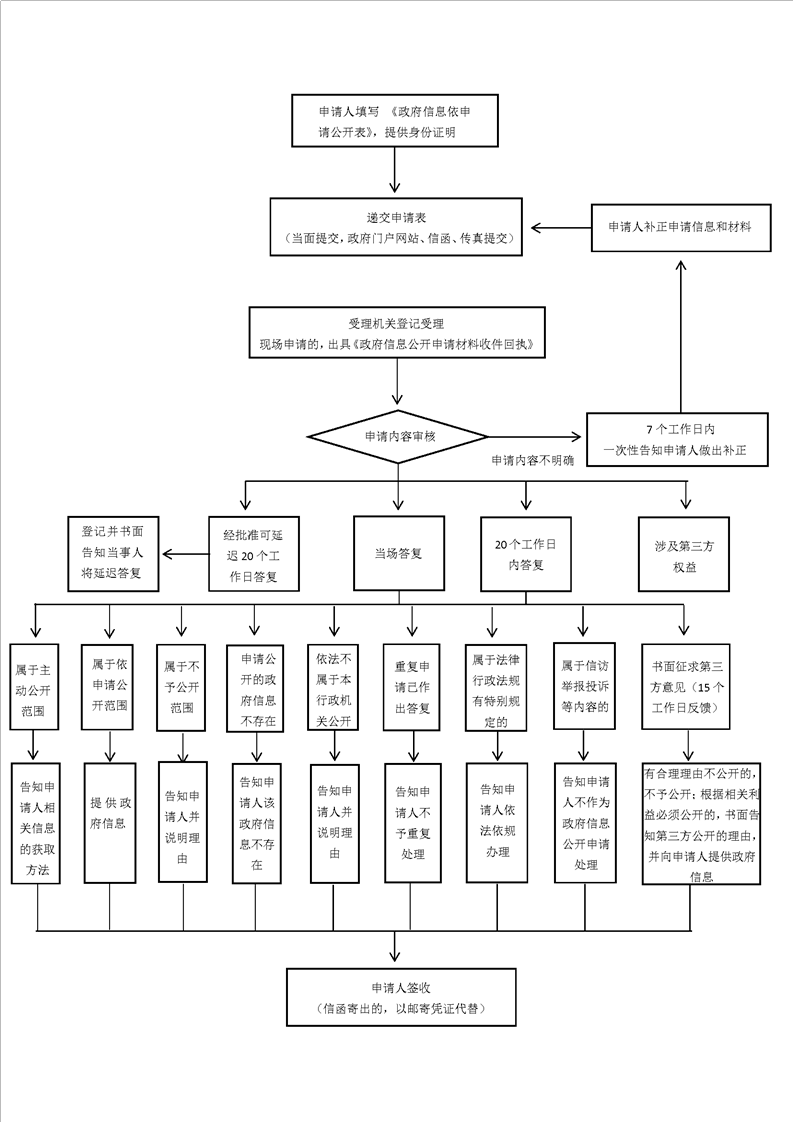 申请人填写 《政府信息依申
请公开表》，提供身份证明
递交申请表
（当面提交，政府门户网站、信函、传真提交）
申请人补正申请信息和材料
受理机关登记受理
现场申请的，出具《政府信息公开申请材料收件回执》
申请内容审核
申请内容不明确
7 个工作日内
一次性告知申请人做出补正
登记并书面
告知当事人
将延迟答复
经批准可延
迟 20 个工
作日答复
当场答复
20 个工作日
内答复
涉及第三方
权益
属于主
动公开
范围
属于依
申请公
开范围
属于不
予公开
范围
申请公
开的政
府信息
不存在
依法不
属于本
行政机
关公开
重复申
请已作
出答复
属于法律
行政法规
有特别规
定的
属于信访
举报投诉
等内容的
书面征求第三
方意见（15 个
工作日反馈）
告知申
请人相
关信息
的获取
方法
提供政
府信息
告知申
请人并
说明理
由
告知申
请人该
政府信
息不存
在
告知申
请人并
说明理
由
告知申
请人不
予重复
处理
告知申
请人依
法依规
办理
告知申请
人不作为
政府信息
公开申请
处理
有合理理由不公开的，
不予公开；根据相关利
益必须公开的，书面告
知第三方公开的理由，
并向申请人提供政府
信息
申请人签收
（信函寄出的，以邮寄凭证代替）